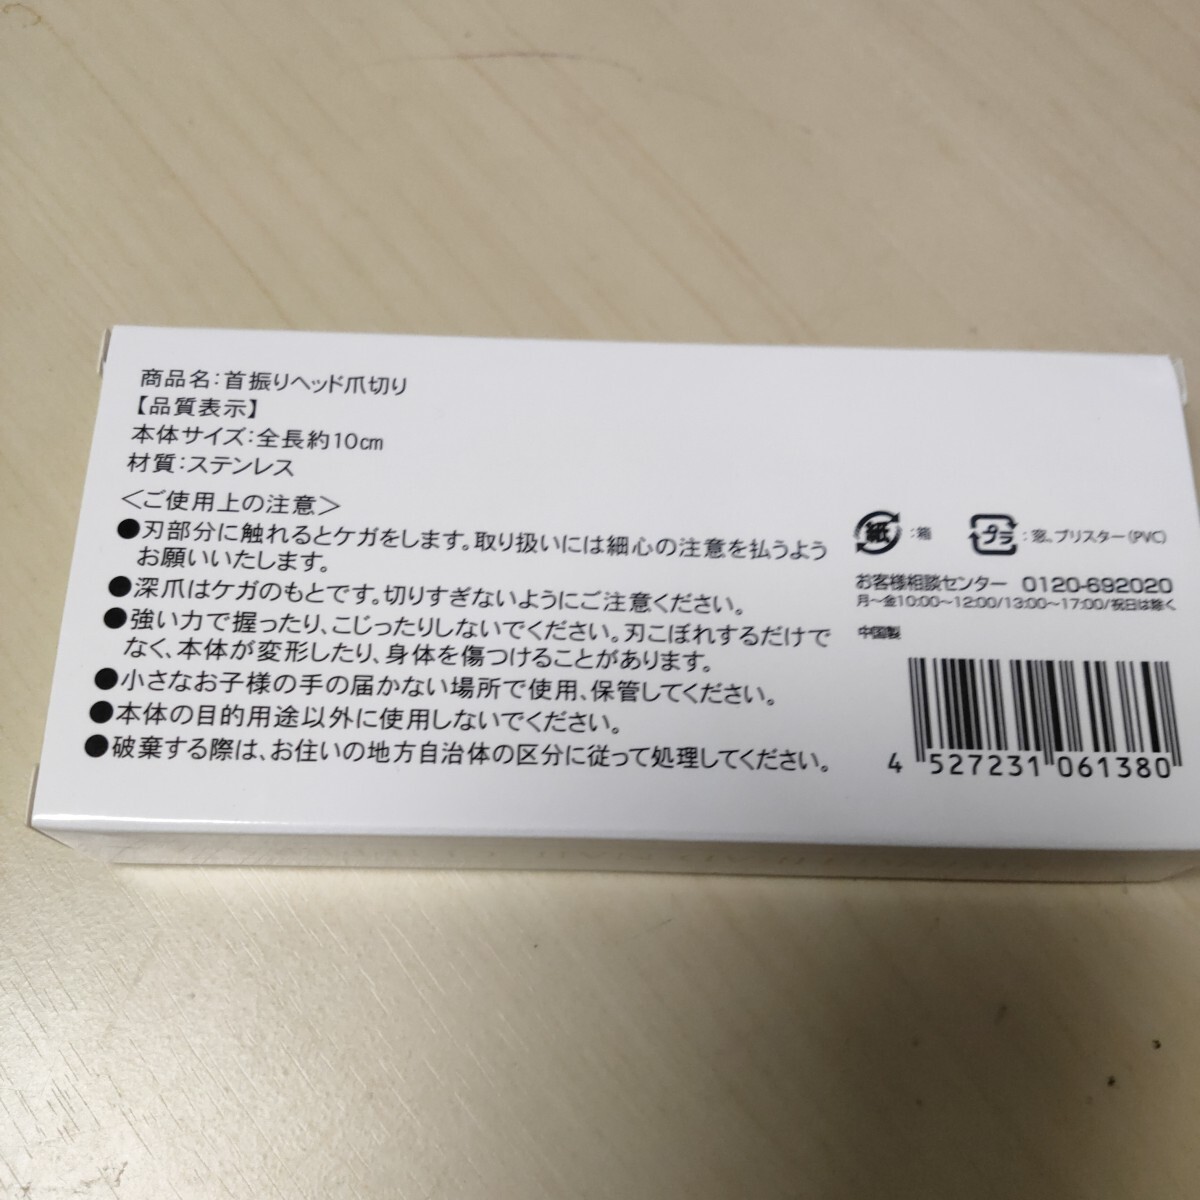 商品名：首振りヘッド爪切り
【品質表示】
本体サイズ：全長約10cm
材質：ステンレス
＜ご使用上の注意＞
●刃部分に触れるとケガをします。取り扱いには細心の注意を払うよう
お願いいたします。
●深爪はケガのもとです。切りすぎないようにご注意ください。
●強い力で握ったり、こじったりしないでください。刃こぼれするだけで
なく、本体が変形したり、身体を傷つけることがあります。
●小さなお子様の手の届かない場所で使用、保管してください。
●本体の目的用途以外に使用しないでください。
●破棄する際は、お住いの地方自治体の区分に従って処理してください。
紙：箱 プラ：窓、ブリスター（PVC）
お客様相談センター 0120-692020
月～金10:00～12:00/13:00～17:00/祝日は除く
中国製
4 527231 061380